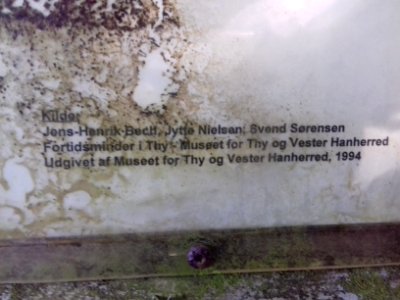 Kilder
Jens-Henrik Bech, Jytte Nielsen, Svend Sørensen
Fortidsminder i Thy - Museet for Thy og Vester Hanherred
Udgivet af Museet for Thy og Vester Hanherred, 1994